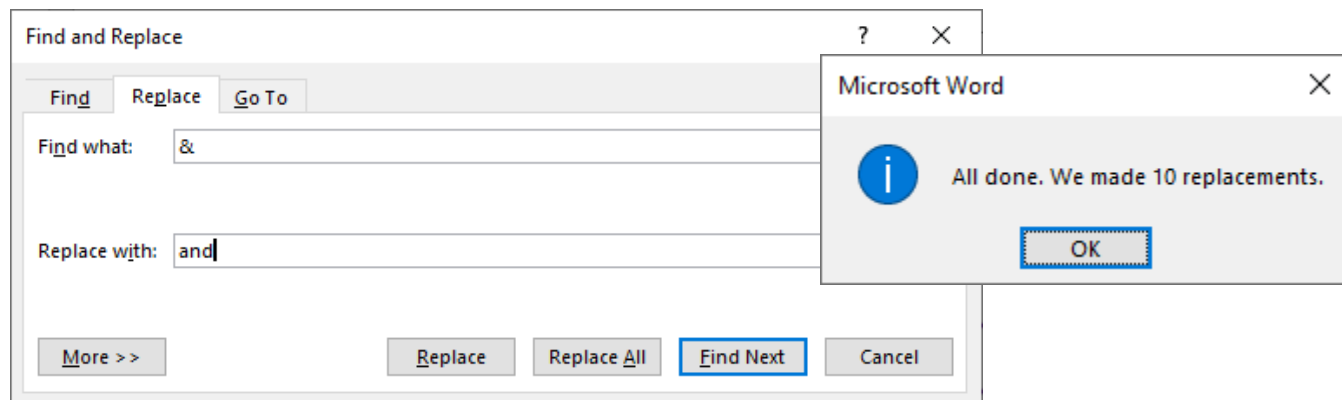 Find and Replace ?
Find Replace Go To
Find what: &
Replace with: and
More >> Replace Replace All Find Next Cancel
Microsoft Word
i
All done. We made 10 replacements.
OK